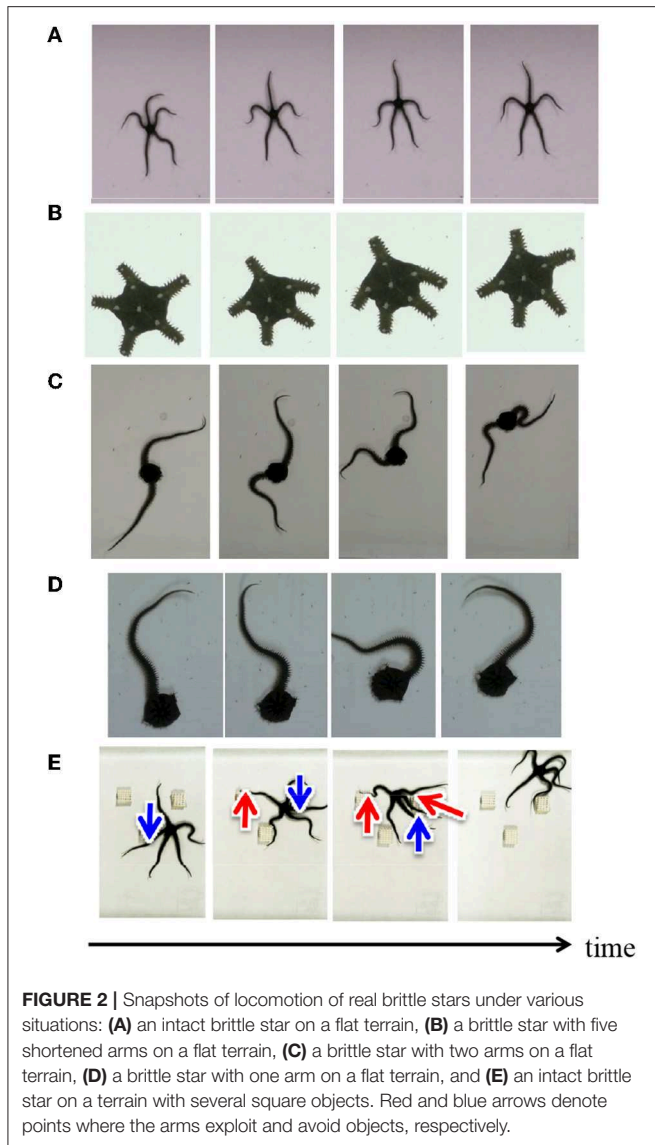 A
B
C
D
E
time
FIGURE 2 | Snapshots of locomotion of real brittle stars under various
situations: (A) an intact brittle star on a flat terrain, (B) a brittle star with five
shortened arms on a flat terrain, (C) a brittle star with two arms on a flat
terrain, (D) a brittle star with one arm on a flat terrain, and (E) an intact brittle
star on a terrain with several square objects. Red and blue arrows denote
points where the arms exploit and avoid objects, respectively.